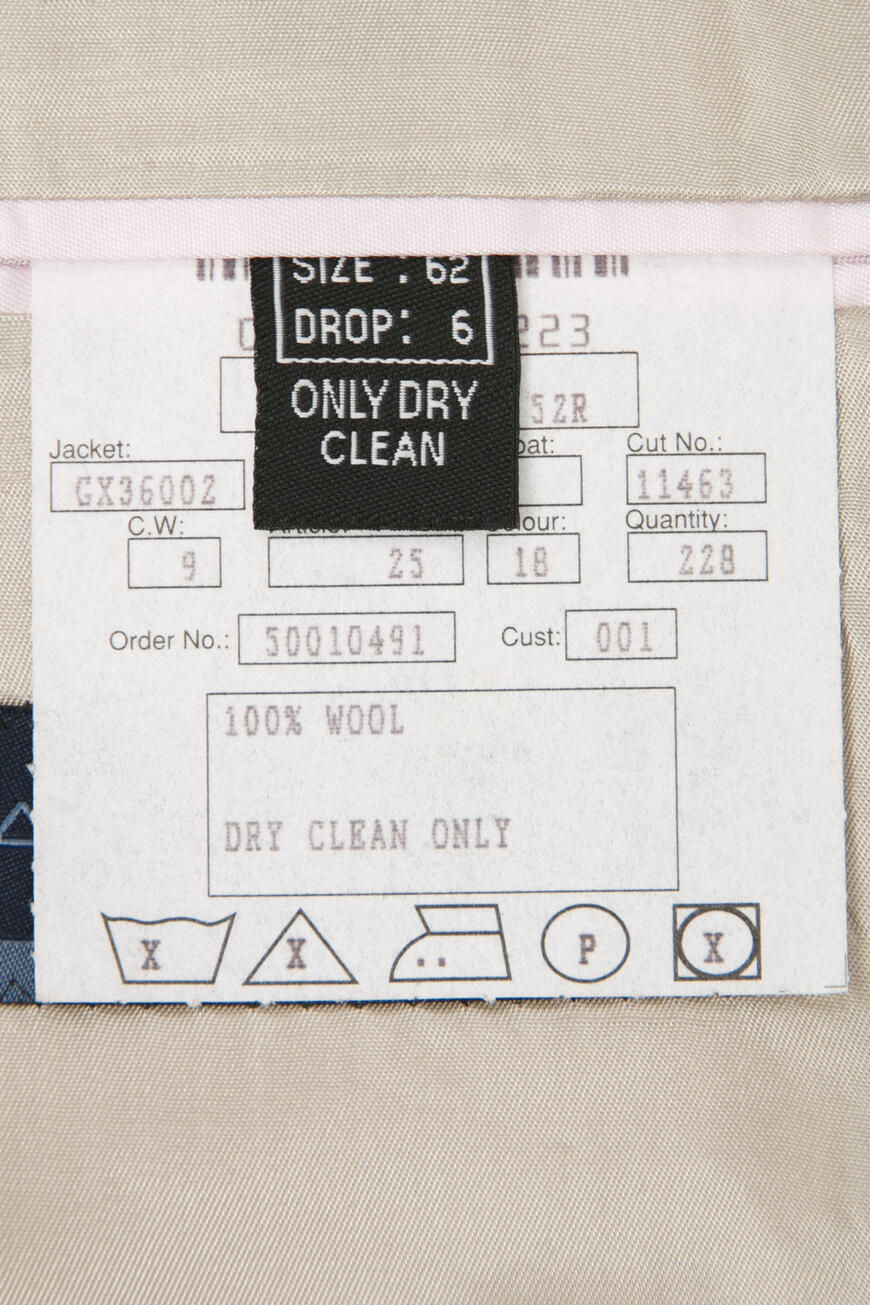 SIZE : 62
DROP: 6
ONLY DRY
CLEAN
223
52R
Jacket:
GX36002
Cut No.:
11463
C.W:
9
25
18
Quantity:
228
Order No.:
50010491
Cust:
001
100% WOOL
DRY CLEAN ONLY
X
X
P
X